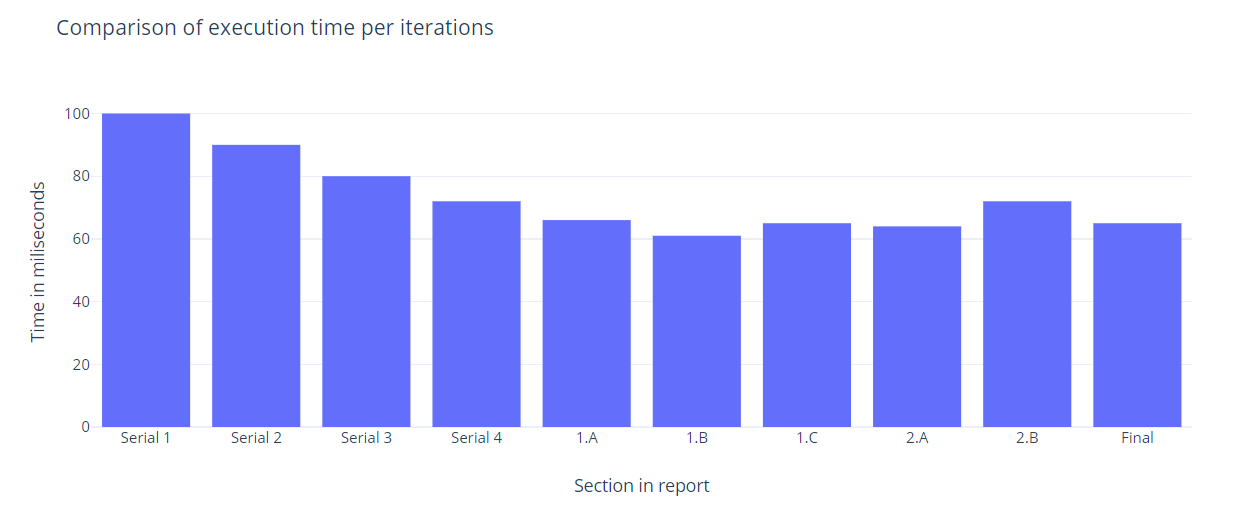 Comparison of execution time per iterations
100
80
60
40
20
0
Time in miliseconds
Serial 1 Serial 2 Serial 3 Serial 4 1.A 1.B 1.C 2.A 2.B Final
Section in report